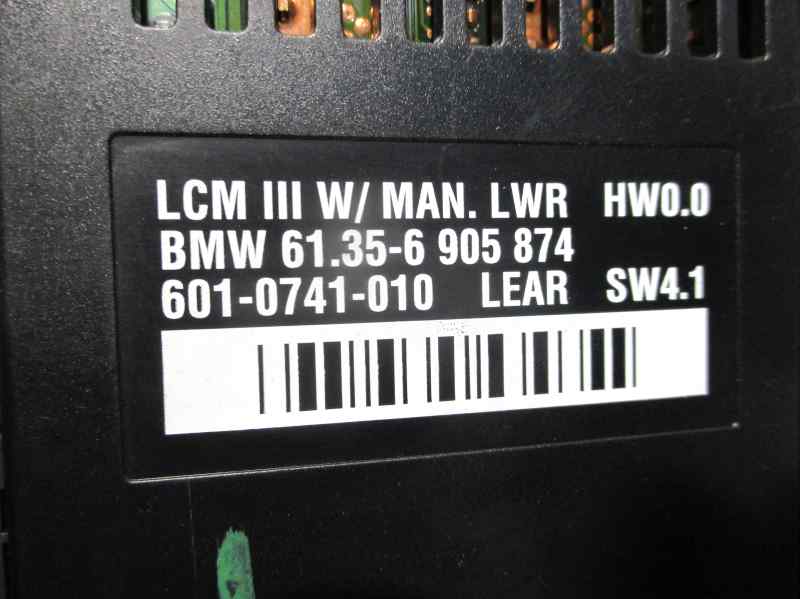 LCM III W/ MAN. LWR HW0.0
BMW 61.35-6 905 874
601-0741-010 LEAR SW4.1